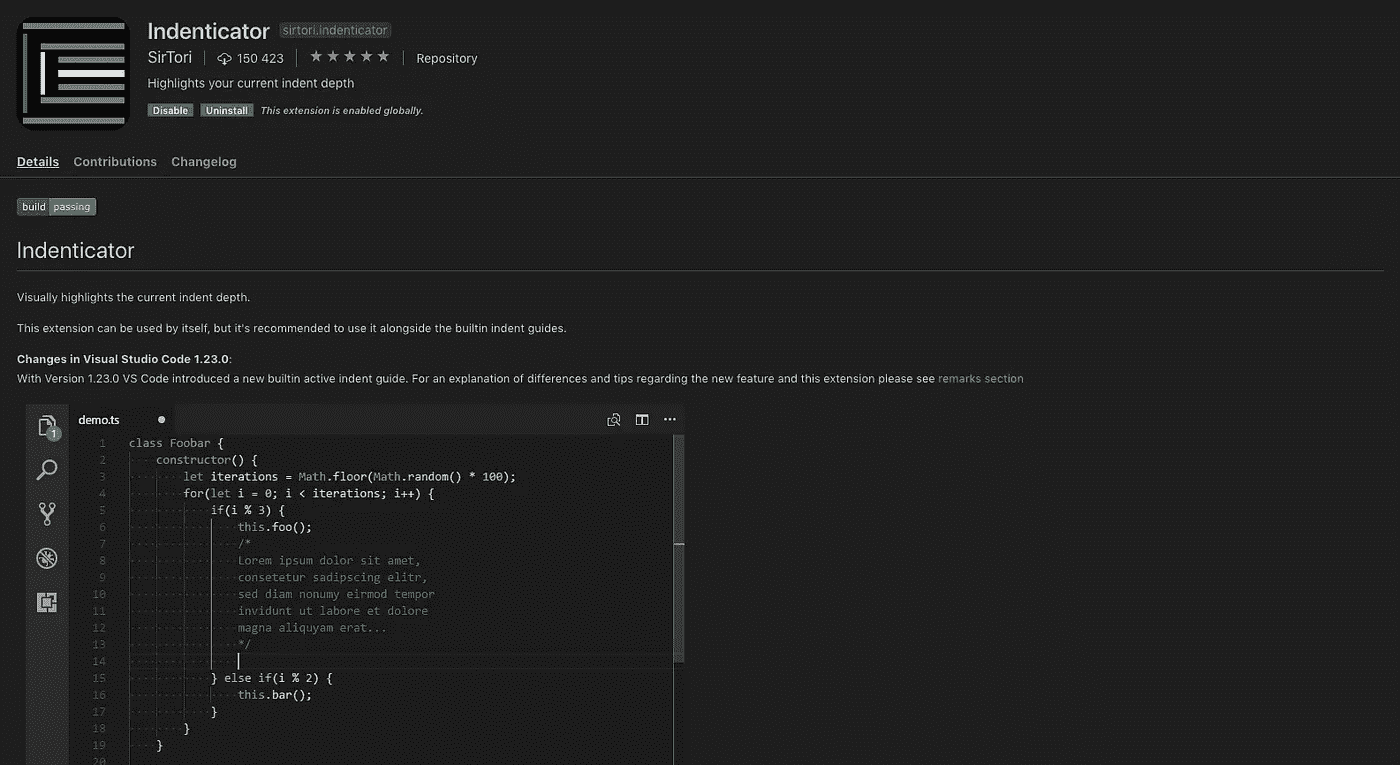 Indenticator sirtori.indenticator
SirTori 150 423 Repository
Highlights your current indent depth
Disable Uninstall This extension is enabled globally.
Details Contributions Changelog
build passing
Indenticator
Visually highlights the current indent depth.
This extension can be used by itself, but it's recommended to use it alongside the builtin indent guides.
Changes in Visual Studio Code 1.23.0:
With Version 1.23.0 VS Code introduced a new builtin active indent guide. For an explanation of differences and tips regarding the new feature and this extension please see remarks section
demo.ts
1
1 class Foobar {
2 constructor() {
3 let iterations = Math.floor(Math.random() * 100);
4 for(let i = 0; i < iterations; i++) {
5 if(i % 3) {
6 this.foo();
7 /*
8 Lorem ipsum dolor sit amet,
9 consetetur sadipscing elitr,
10 sed diam nonumy eirmod tempor
11 invidunt ut labore et dolore
12 magna aliquyam erat...
13 */
14
15 } else if(i % 2) {
16 this.bar();
17 }
18 }
19 }
20